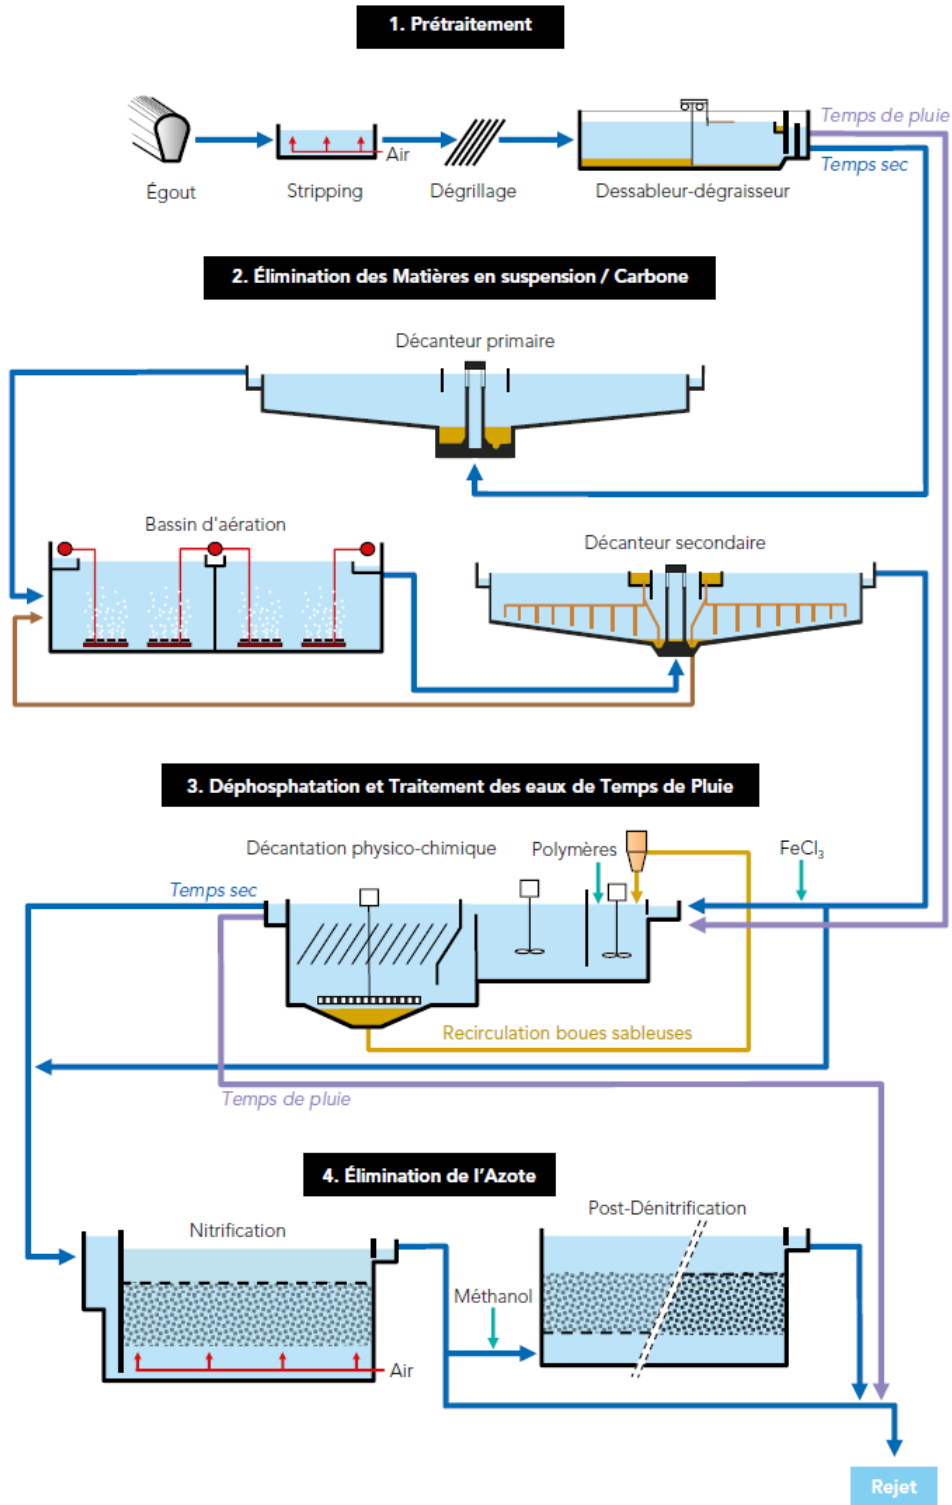 1. Prétraitement
Temps de pluie
Air
Temps sec
Égout
Stripping
Dégrillage
Dessableur-dégraisseur
2. Élimination des Matières en suspension / Carbone
Décanteur primaire
Bassin d'aération
Décanteur secondaire
3. Déphosphatation et Traitement des eaux de Temps de Pluie
Décantation physico-chimique
Polymères
FeCl₃
Temps sec
Recirculation boues sableuses
Temps de pluie
4. Élimination de l'Azote
Post-Dénitrification
Nitrification
Méthanol
Air
Rejet